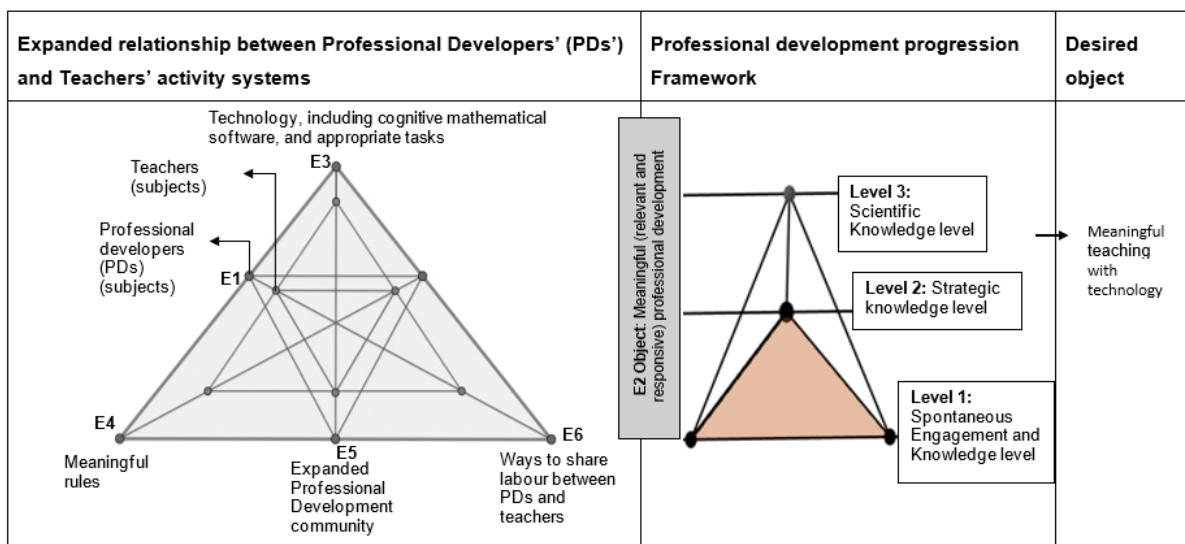 Expanded relationship between Professional Developers’ (PDs’)
and Teachers’ activity systems
Professional development progression
Framework
Desired
object
Technology, including cognitive mathematical
software, and appropriate tasks
E3
Teachers
(subjects)
Professional
developers
(PDs)
(subjects)
E1
E4
Meaningful
rules
E5
Expanded
Professional
Development
community
E6
Ways to share
labour between
PDs and
teachers
E2 Object: Meaningful (relevant and
responsive) professional development
Level 3:
Scientific
Knowledge level
Level 2: Strategic
knowledge level
Level 1:
Spontaneous
Engagement and
Knowledge level
Meaningful
teaching
with
technology